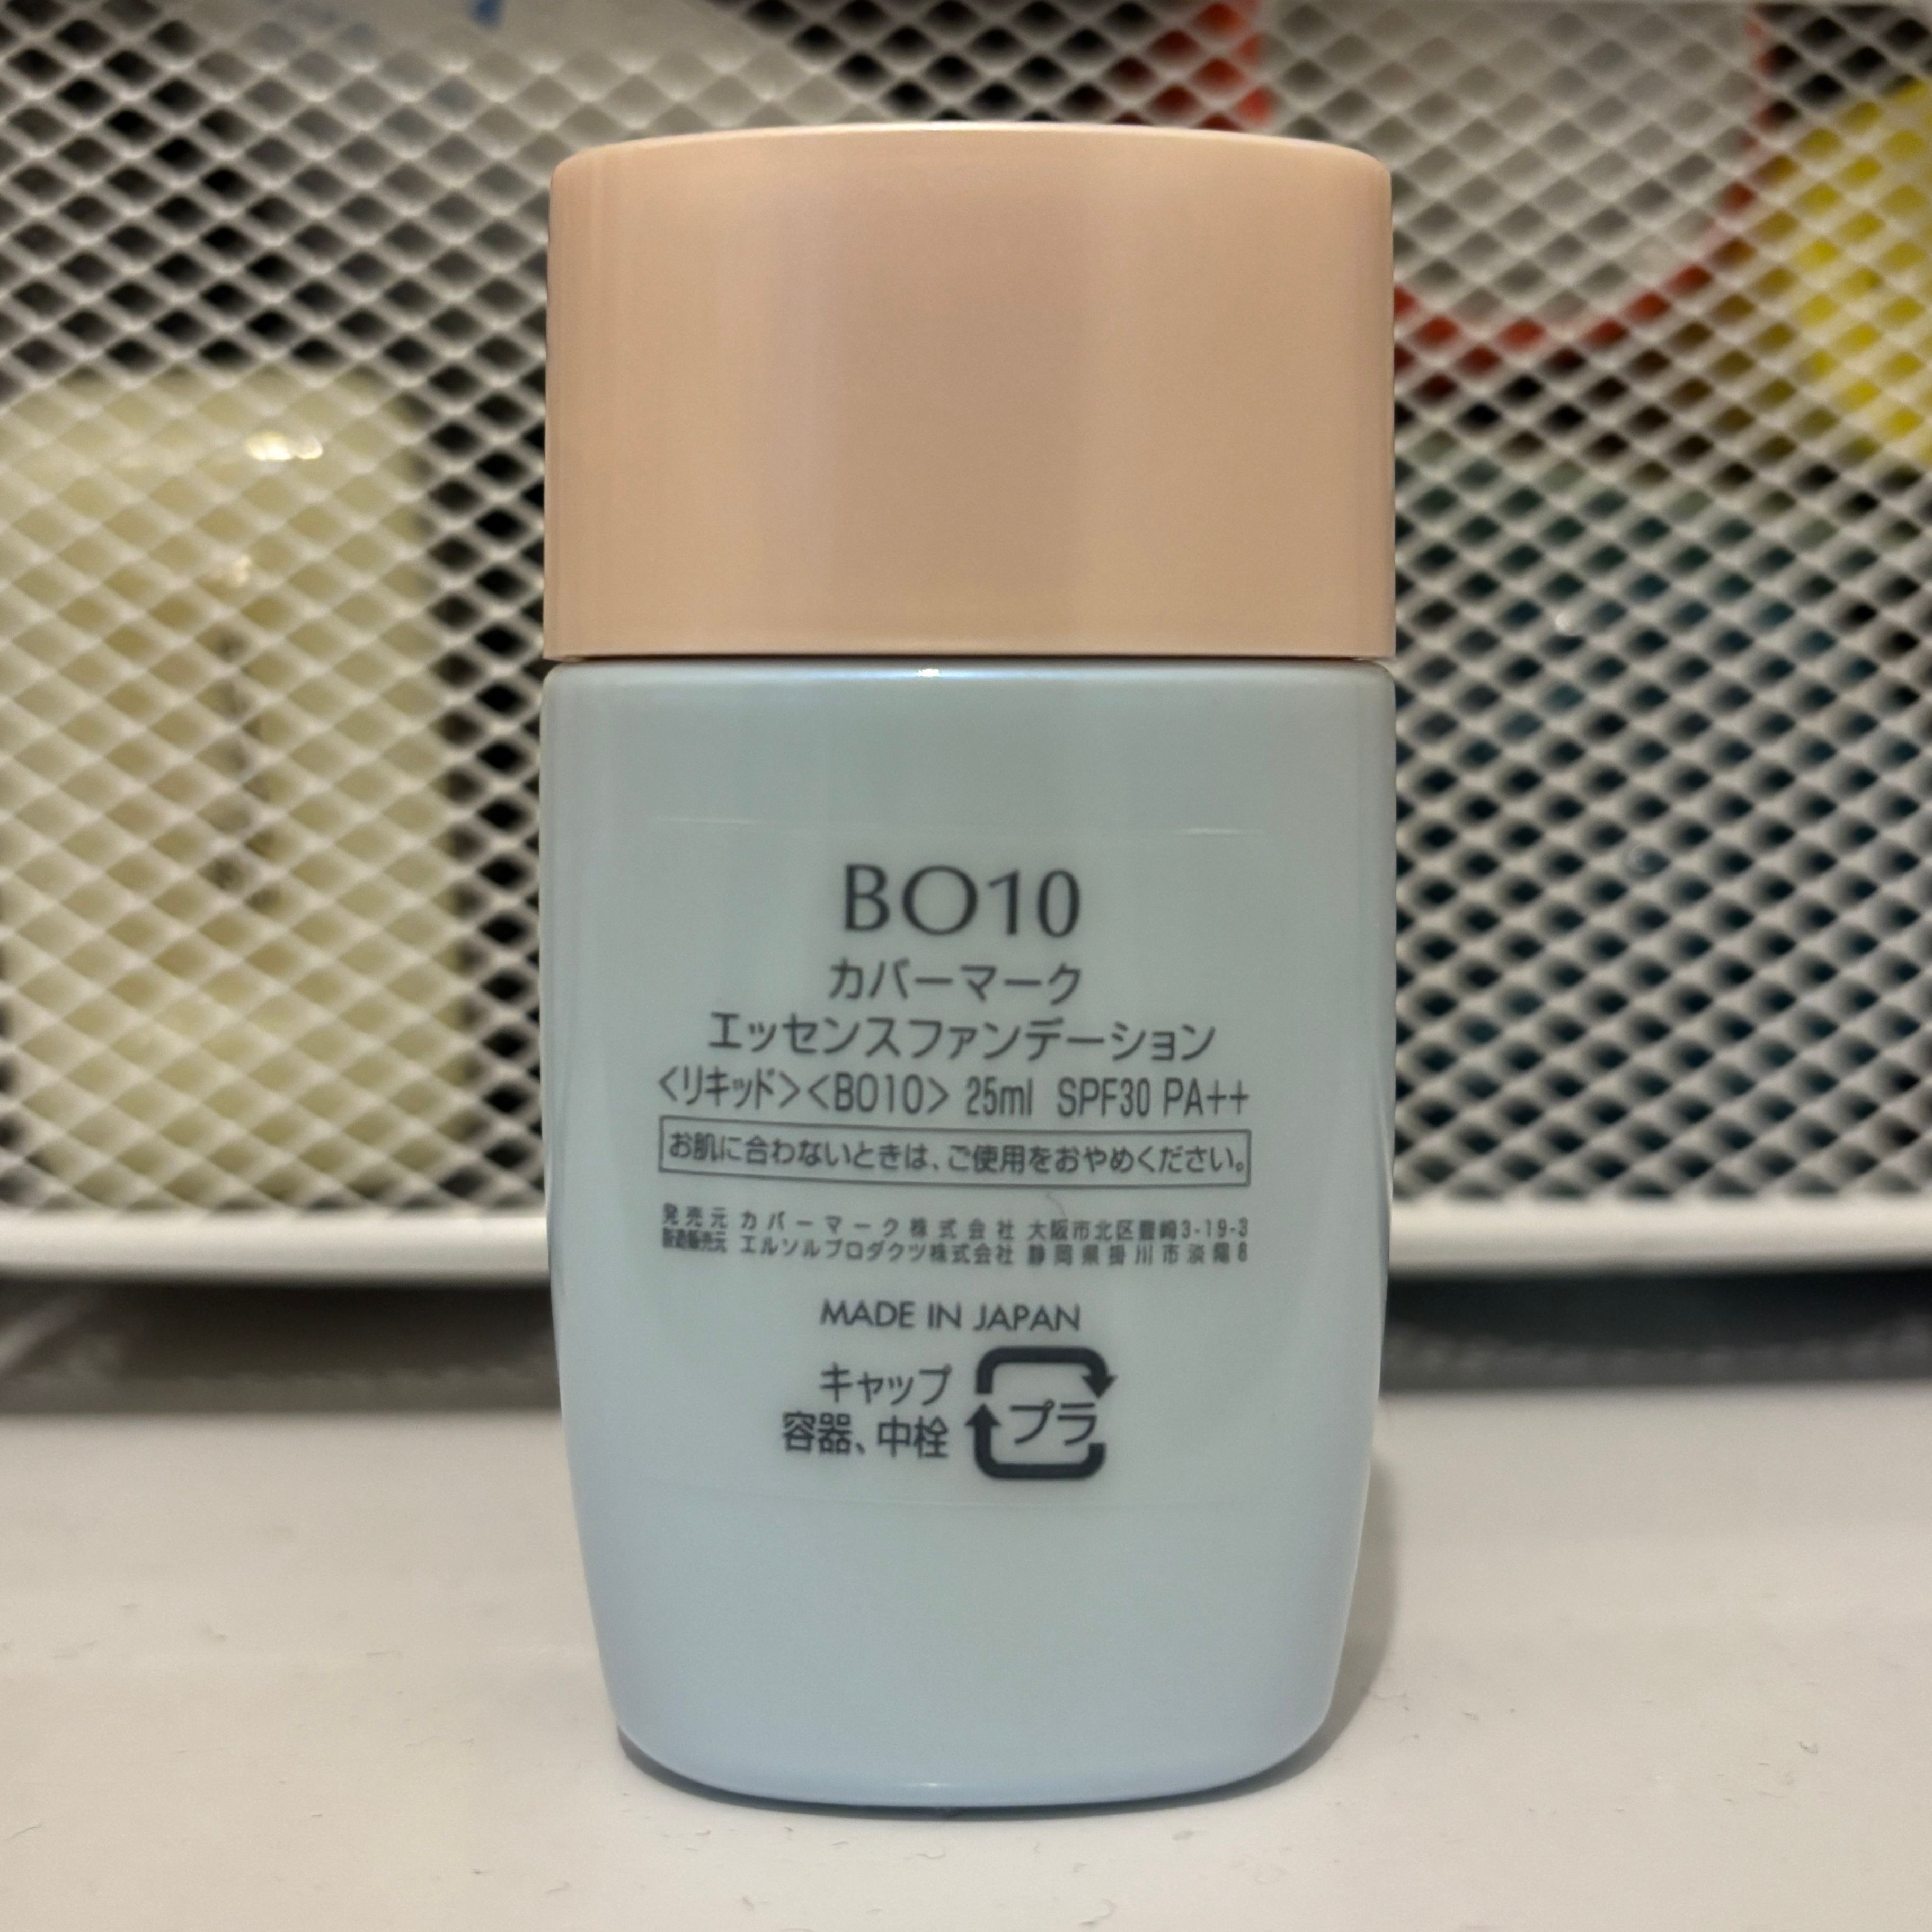 BO10
カバーマーク
エッセンスファンデーション
<リキッド><BO10> 25ml SPF30 PA++
お肌に合わないときは、ご使用をおやめください。
発売元 カバーマーク株式会社 大阪市北区豊崎3-19-3
製造販売元 エルソルプロダクツ株式会社 静岡県掛川市淡陽8
MADE IN JAPAN
キャップ
容器、中栓
プラ